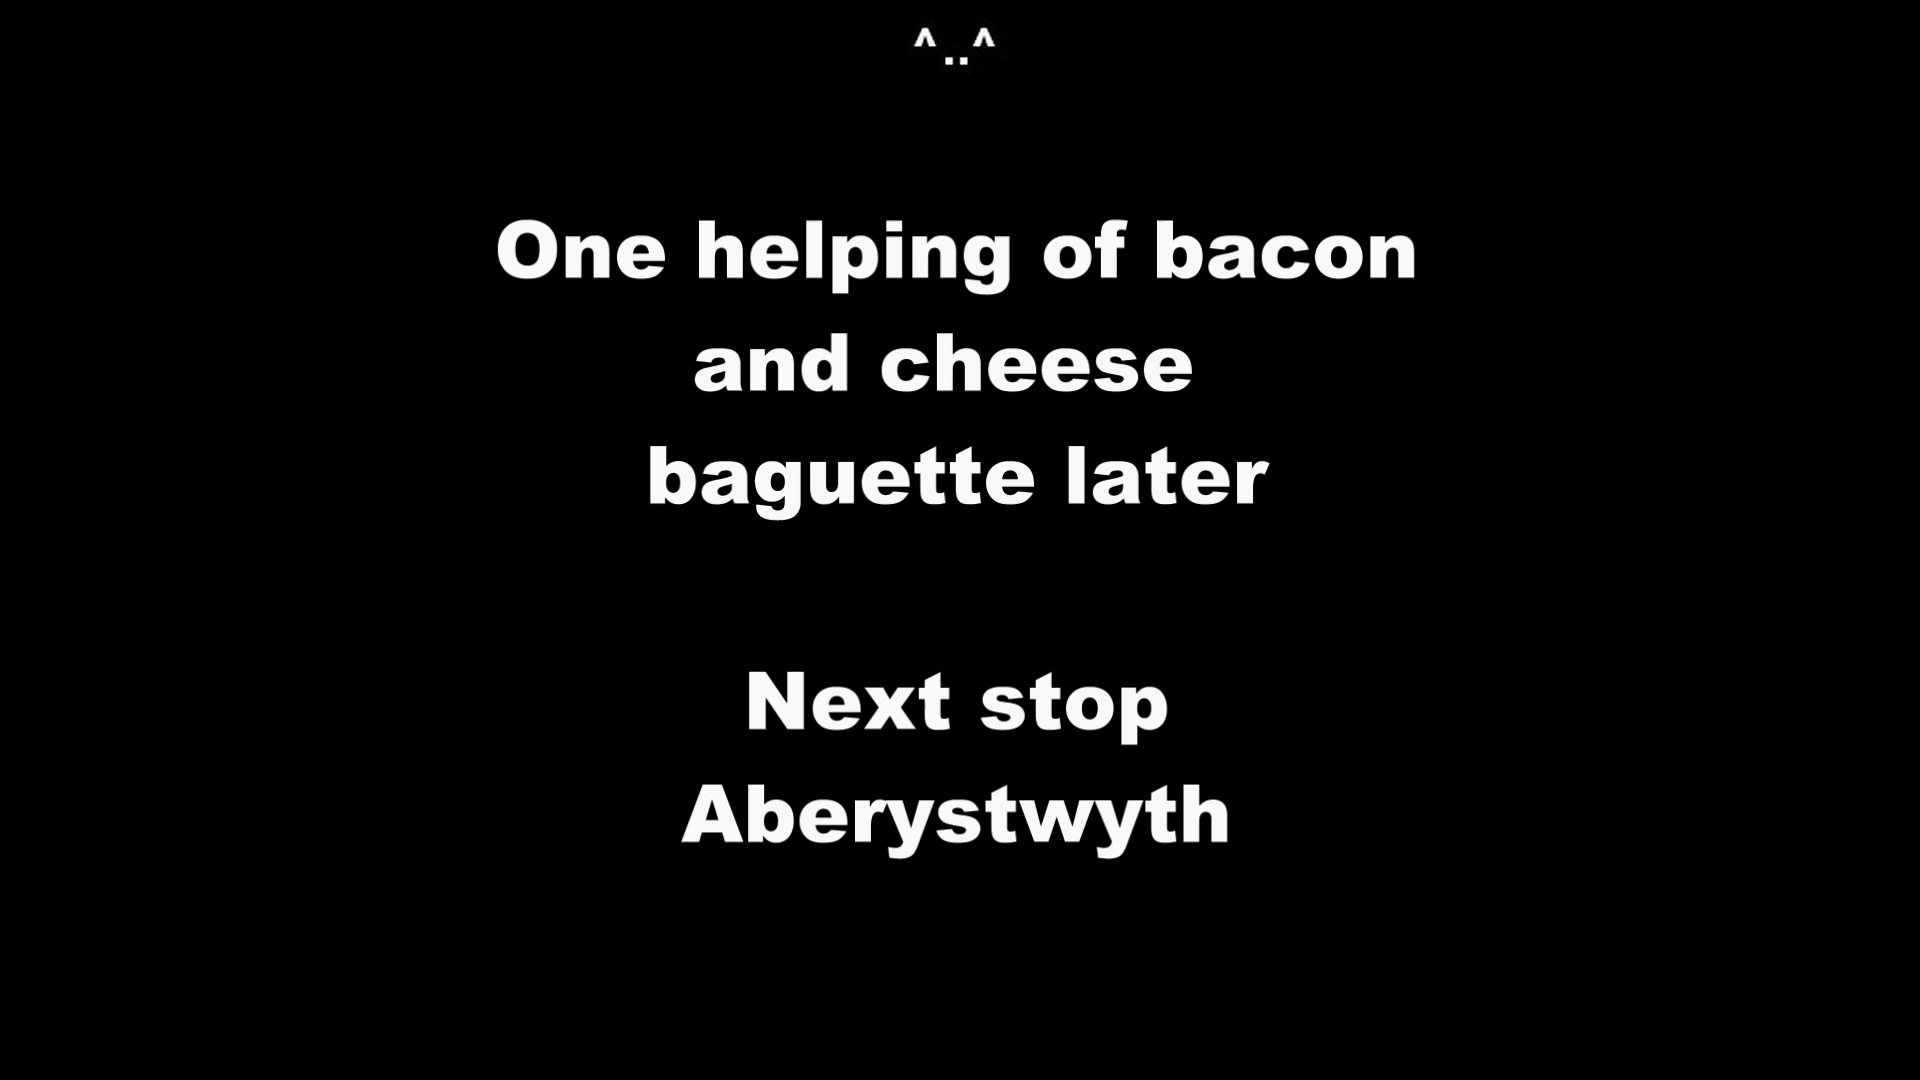 ^..^
One helping of bacon
and cheese
baguette later
Next stop
Aberystwyth